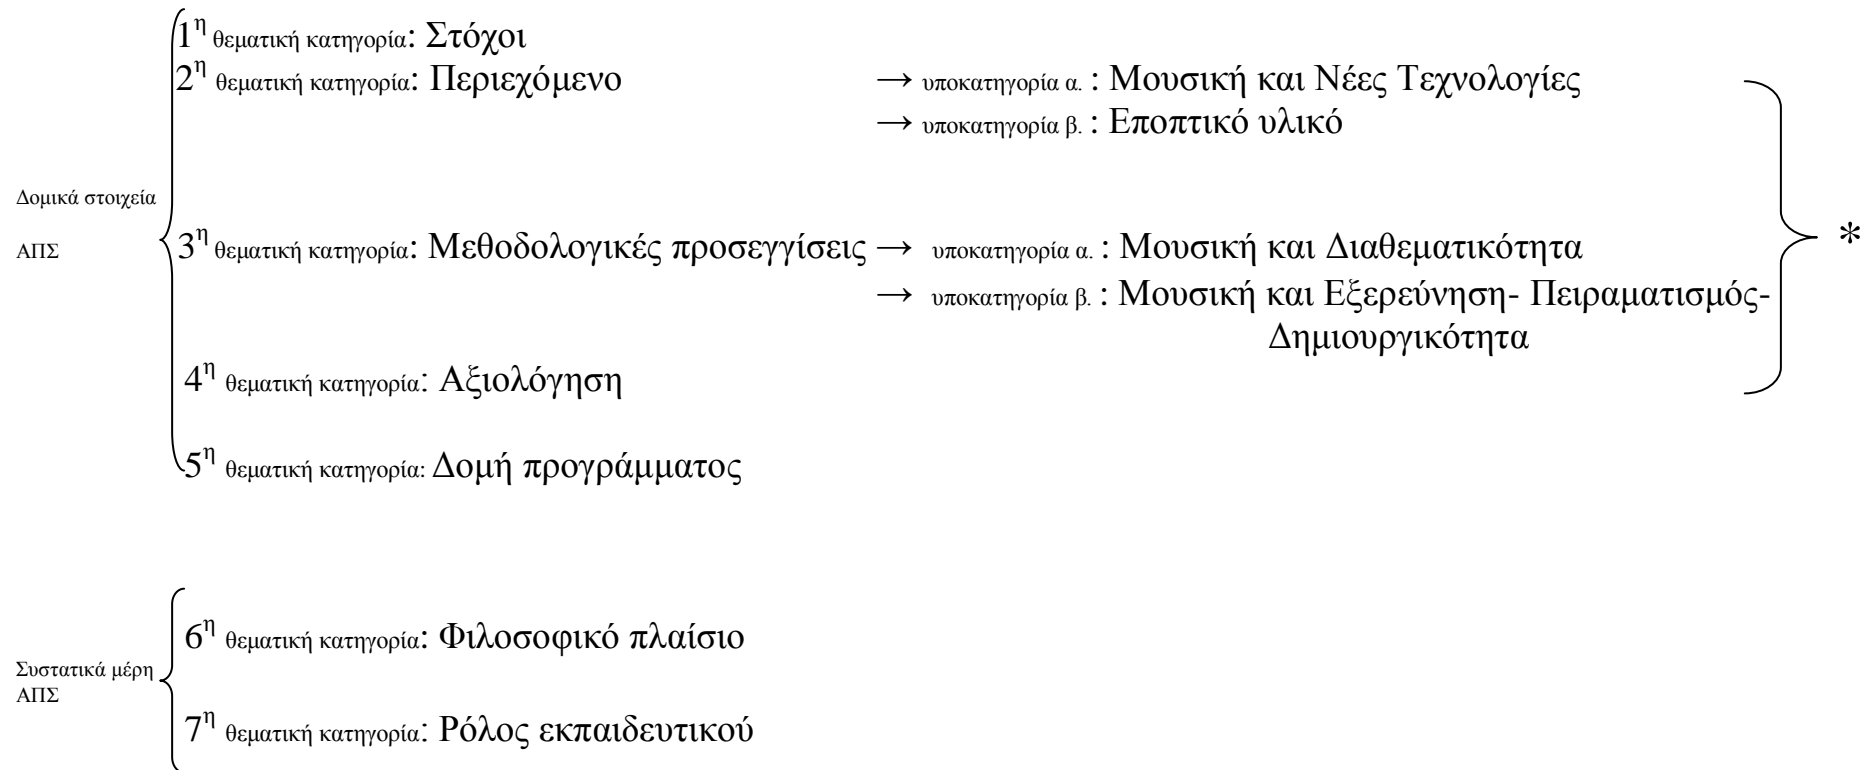 1η θεματική κατηγορία: Στόχοι
2η θεματική κατηγορία: Περιεχόμενο → υποκατηγορία α. : Μουσική και Νέες Τεχνολογίες
→ υποκατηγορία β. : Εποπτικό υλικό
Δομικά στοιχεία
ΑΠΣ
3η θεματική κατηγορία: Μεθοδολογικές προσεγγίσεις → υποκατηγορία α. : Μουσική και Διαθεματικότητα
*
→ υποκατηγορία β. : Μουσική και Εξερεύνηση- Πειραματισμός-
Δημιουργικότητα
4η θεματική κατηγορία: Αξιολόγηση
5η θεματική κατηγορία: Δομή προγράμματος
6η θεματική κατηγορία: Φιλοσοφικό πλαίσιο
Συστατικά μέρη
ΑΠΣ
7η θεματική κατηγορία: Ρόλος εκπαιδευτικού